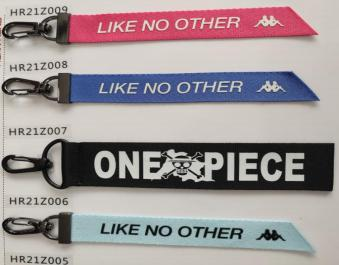 HR21Z009
LIKE NO OTHER
HR21Z008
LIKE NO OTHER
HR21Z007
ONE PIECE
HR21Z006
LIKE NO OTHER
HR21Z005